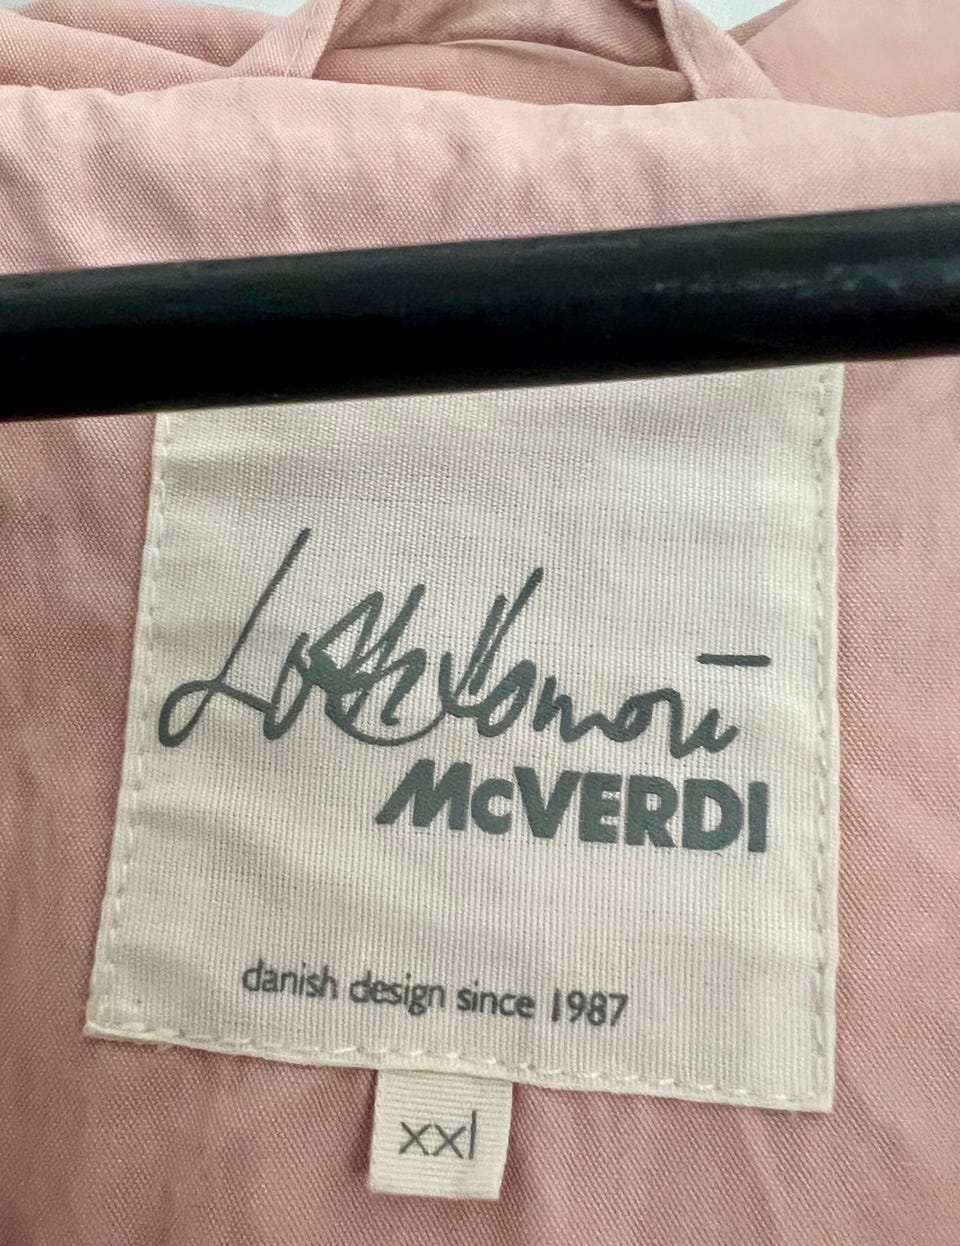 McVERDI
danish design since 1987
xxl